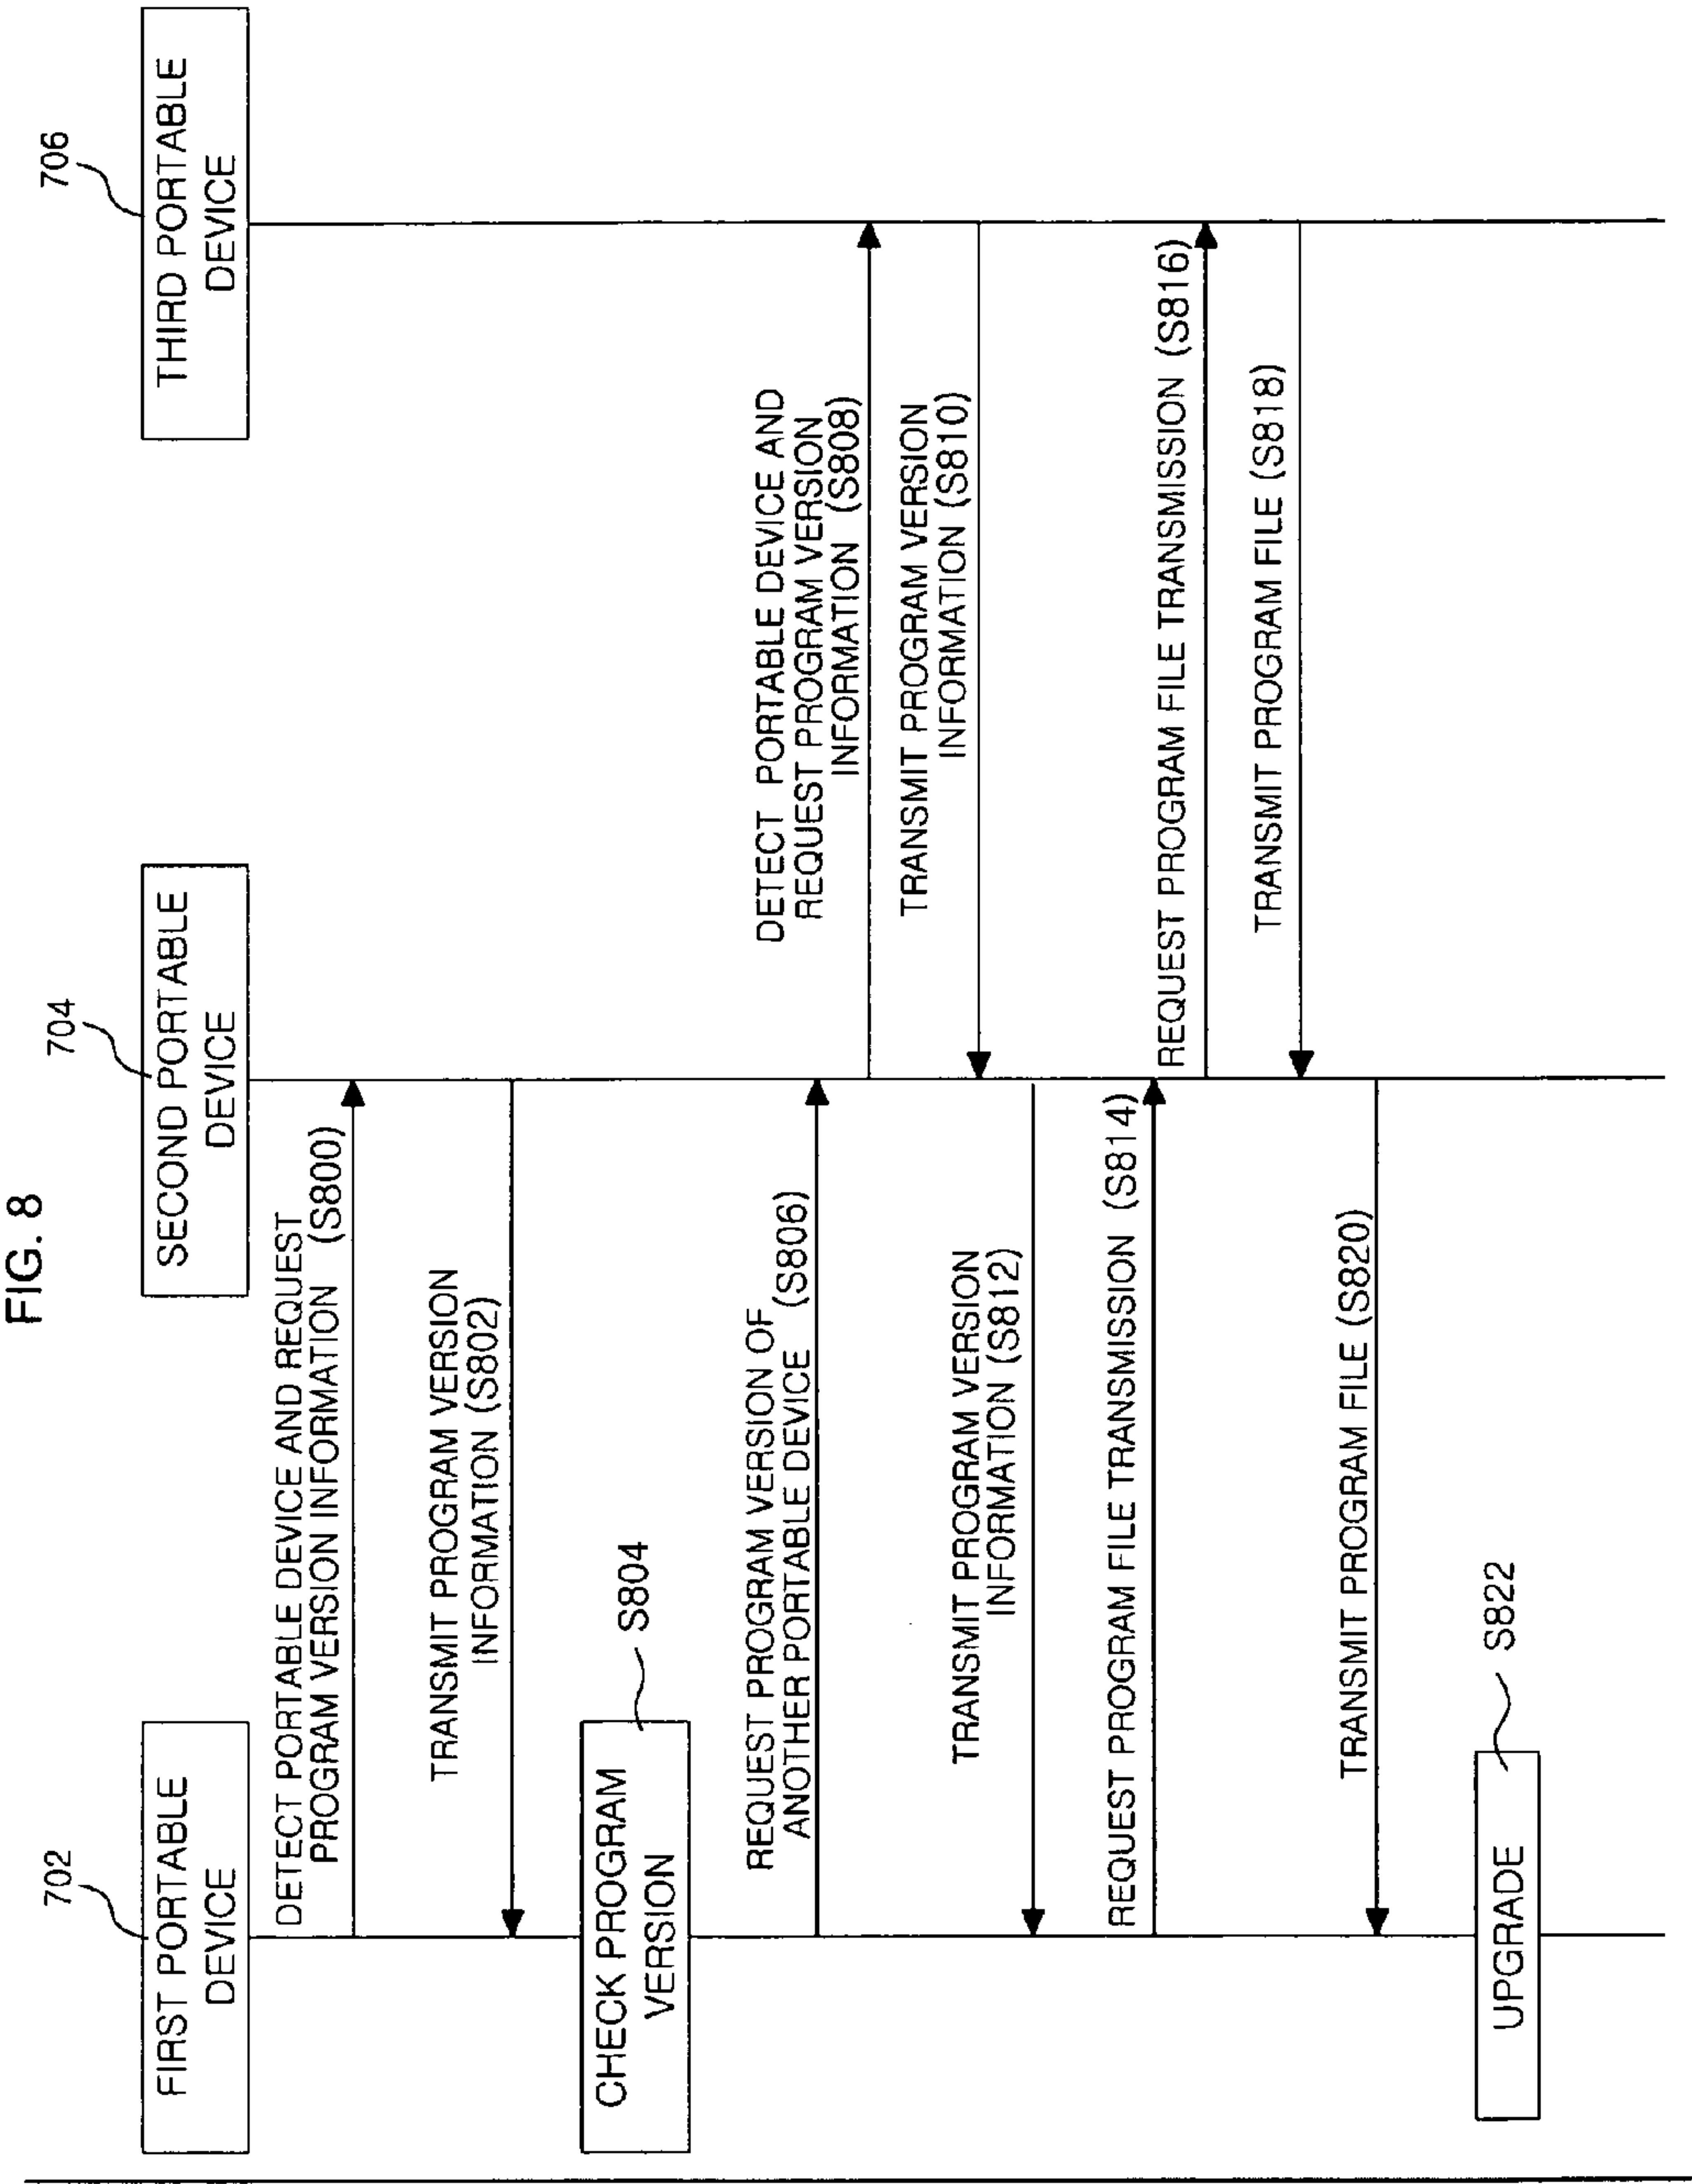 FIG. 8
702
704
706
FIRST PORTABLE
DEVICE
SECOND PORTABLE
DEVICE
THIRD PORTABLE
DEVICE
DETECT PORTABLE DEVICE AND REQUEST
PROGRAM VERSION INFORMATION (S800)
TRANSMIT PROGRAM VERSION
INFORMATION (S802)
CHECK PROGRAM
VERSION
S804
REQUEST PROGRAM VERSION OF
ANOTHER PORTABLE DEVICE (S806)
DETECT PORTABLE DEVICE AND
REQUEST PROGRAM VERSION
INFORMATION (S808)
TRANSMIT PROGRAM VERSION
INFORMATION (S810)
TRANSMIT PROGRAM VERSION
INFORMATION (S812)
REQUEST PROGRAM FILE TRANSMISSION (S814)
REQUEST PROGRAM FILE TRANSMISSION (S816)
TRANSMIT PROGRAM FILE (S818)
TRANSMIT PROGRAM FILE (S820)
UPGRADE
S822